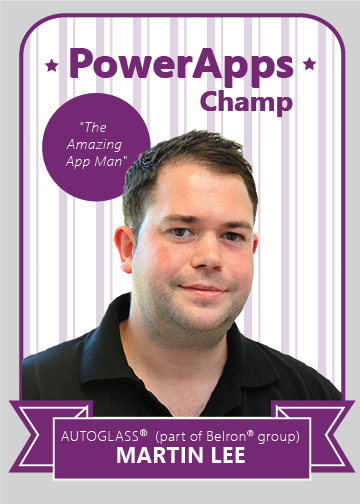 PowerApps
Champ
"The
Amazing
App Man"
AUTOGLASS® (part of Belron® group)
MARTIN LEE